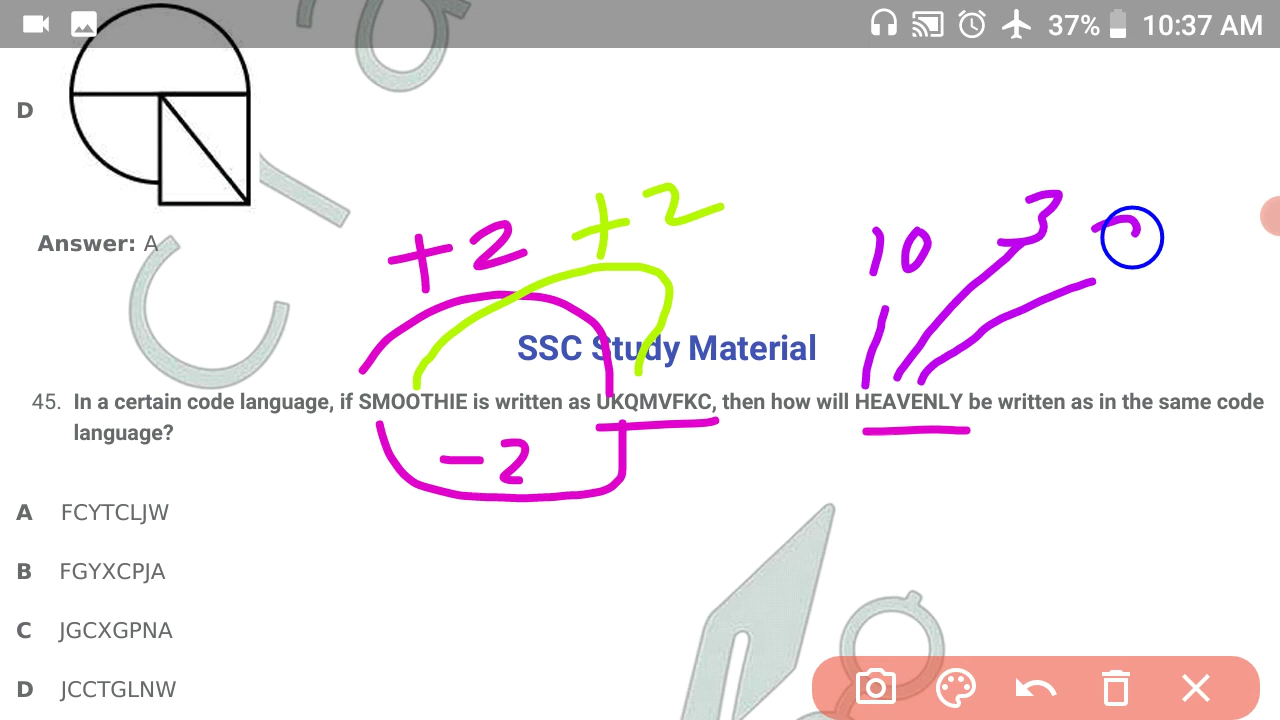 37% 10:37 AM
D
Answer: A
+2 +2 10 3
SSC Study Material
45. In a certain code language, if SMOOTHIE is written as UKQMVFKC, then how will HEAVENLY be written as in the same code
language?
-2
A FCYTCLJW
B FGYXCPJA
C JGCXGPNA
D JCCTGLNW